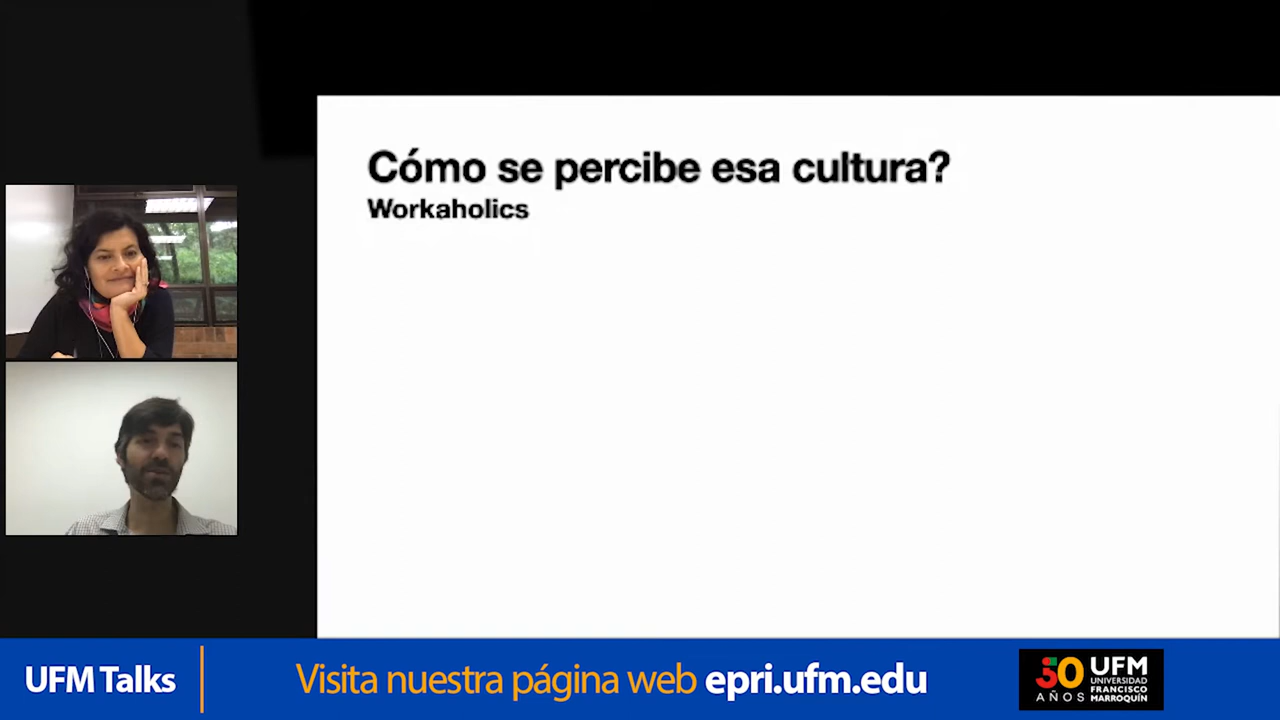 Cómo se percibe esa cultura?
Workaholics
UFM Talks
Visita nuestra página web epri.ufm.edu
50 AÑOS
UFM
UNIVERSIDAD
FRANCISCO
MARROQUÍN